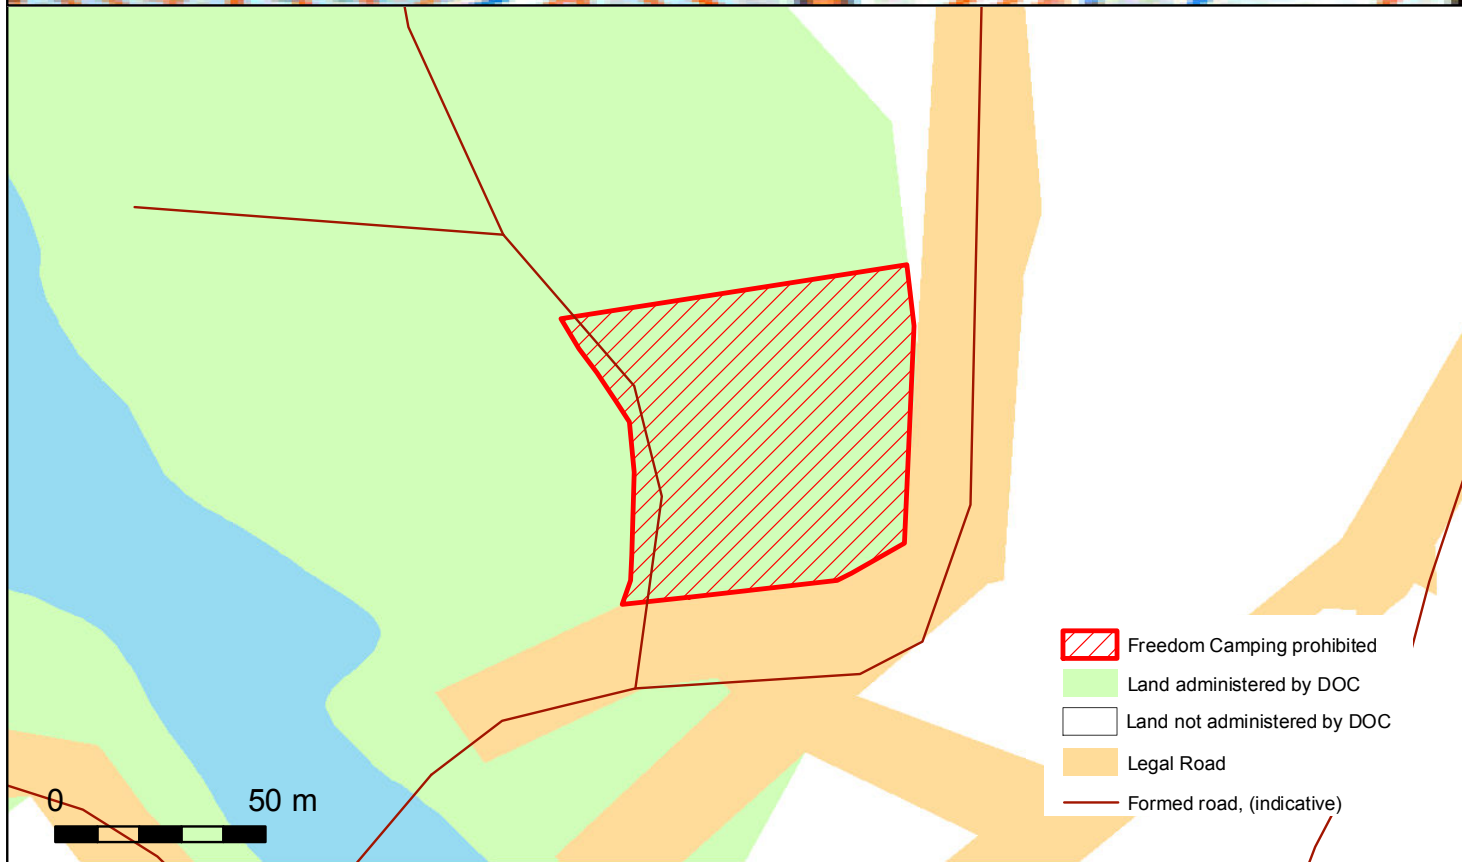 Freedom Camping prohibited
Land administered by DOC
Land not administered by DOC
Legal Road
Formed road, (indicative)
0 50 m